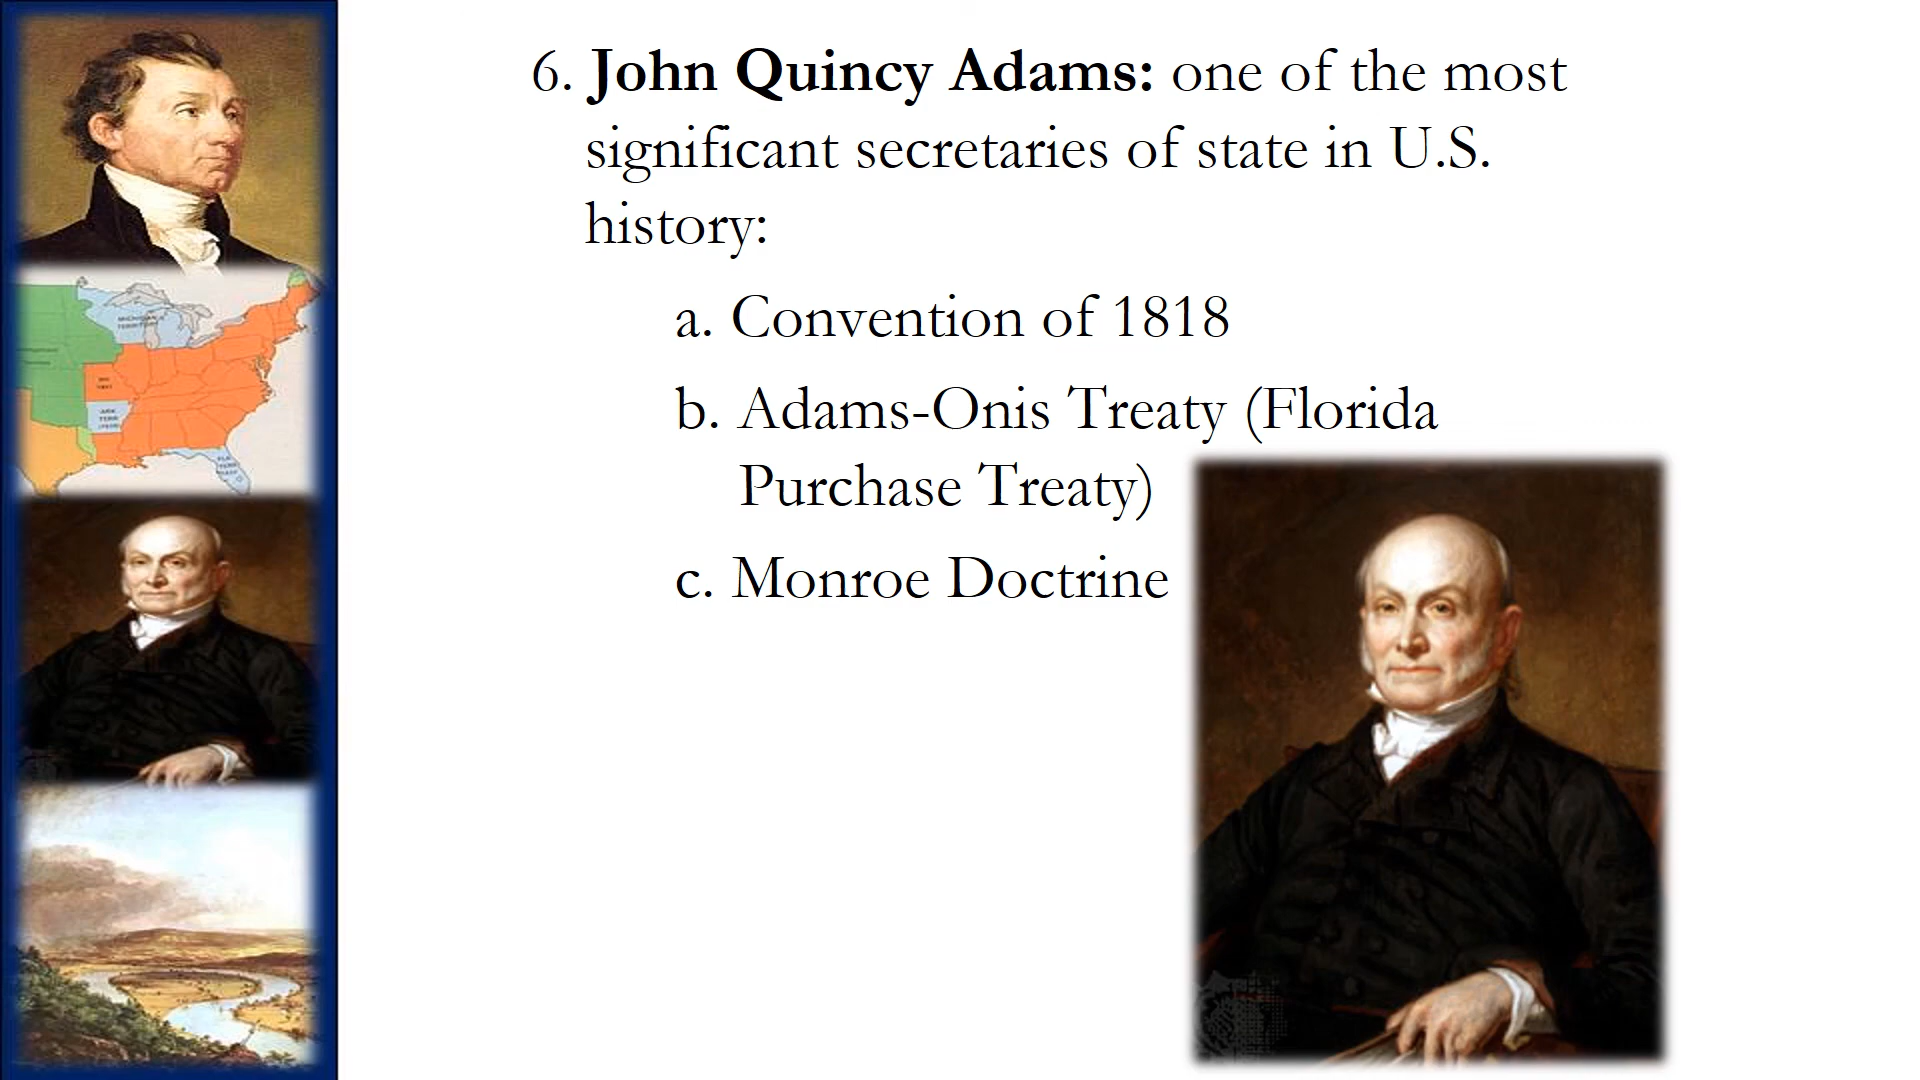 6. John Quincy Adams: one of the most
significant secretaries of state in U.S.
history:
a. Convention of 1818
b. Adams-Onis Treaty (Florida
Purchase Treaty)
c. Monroe Doctrine